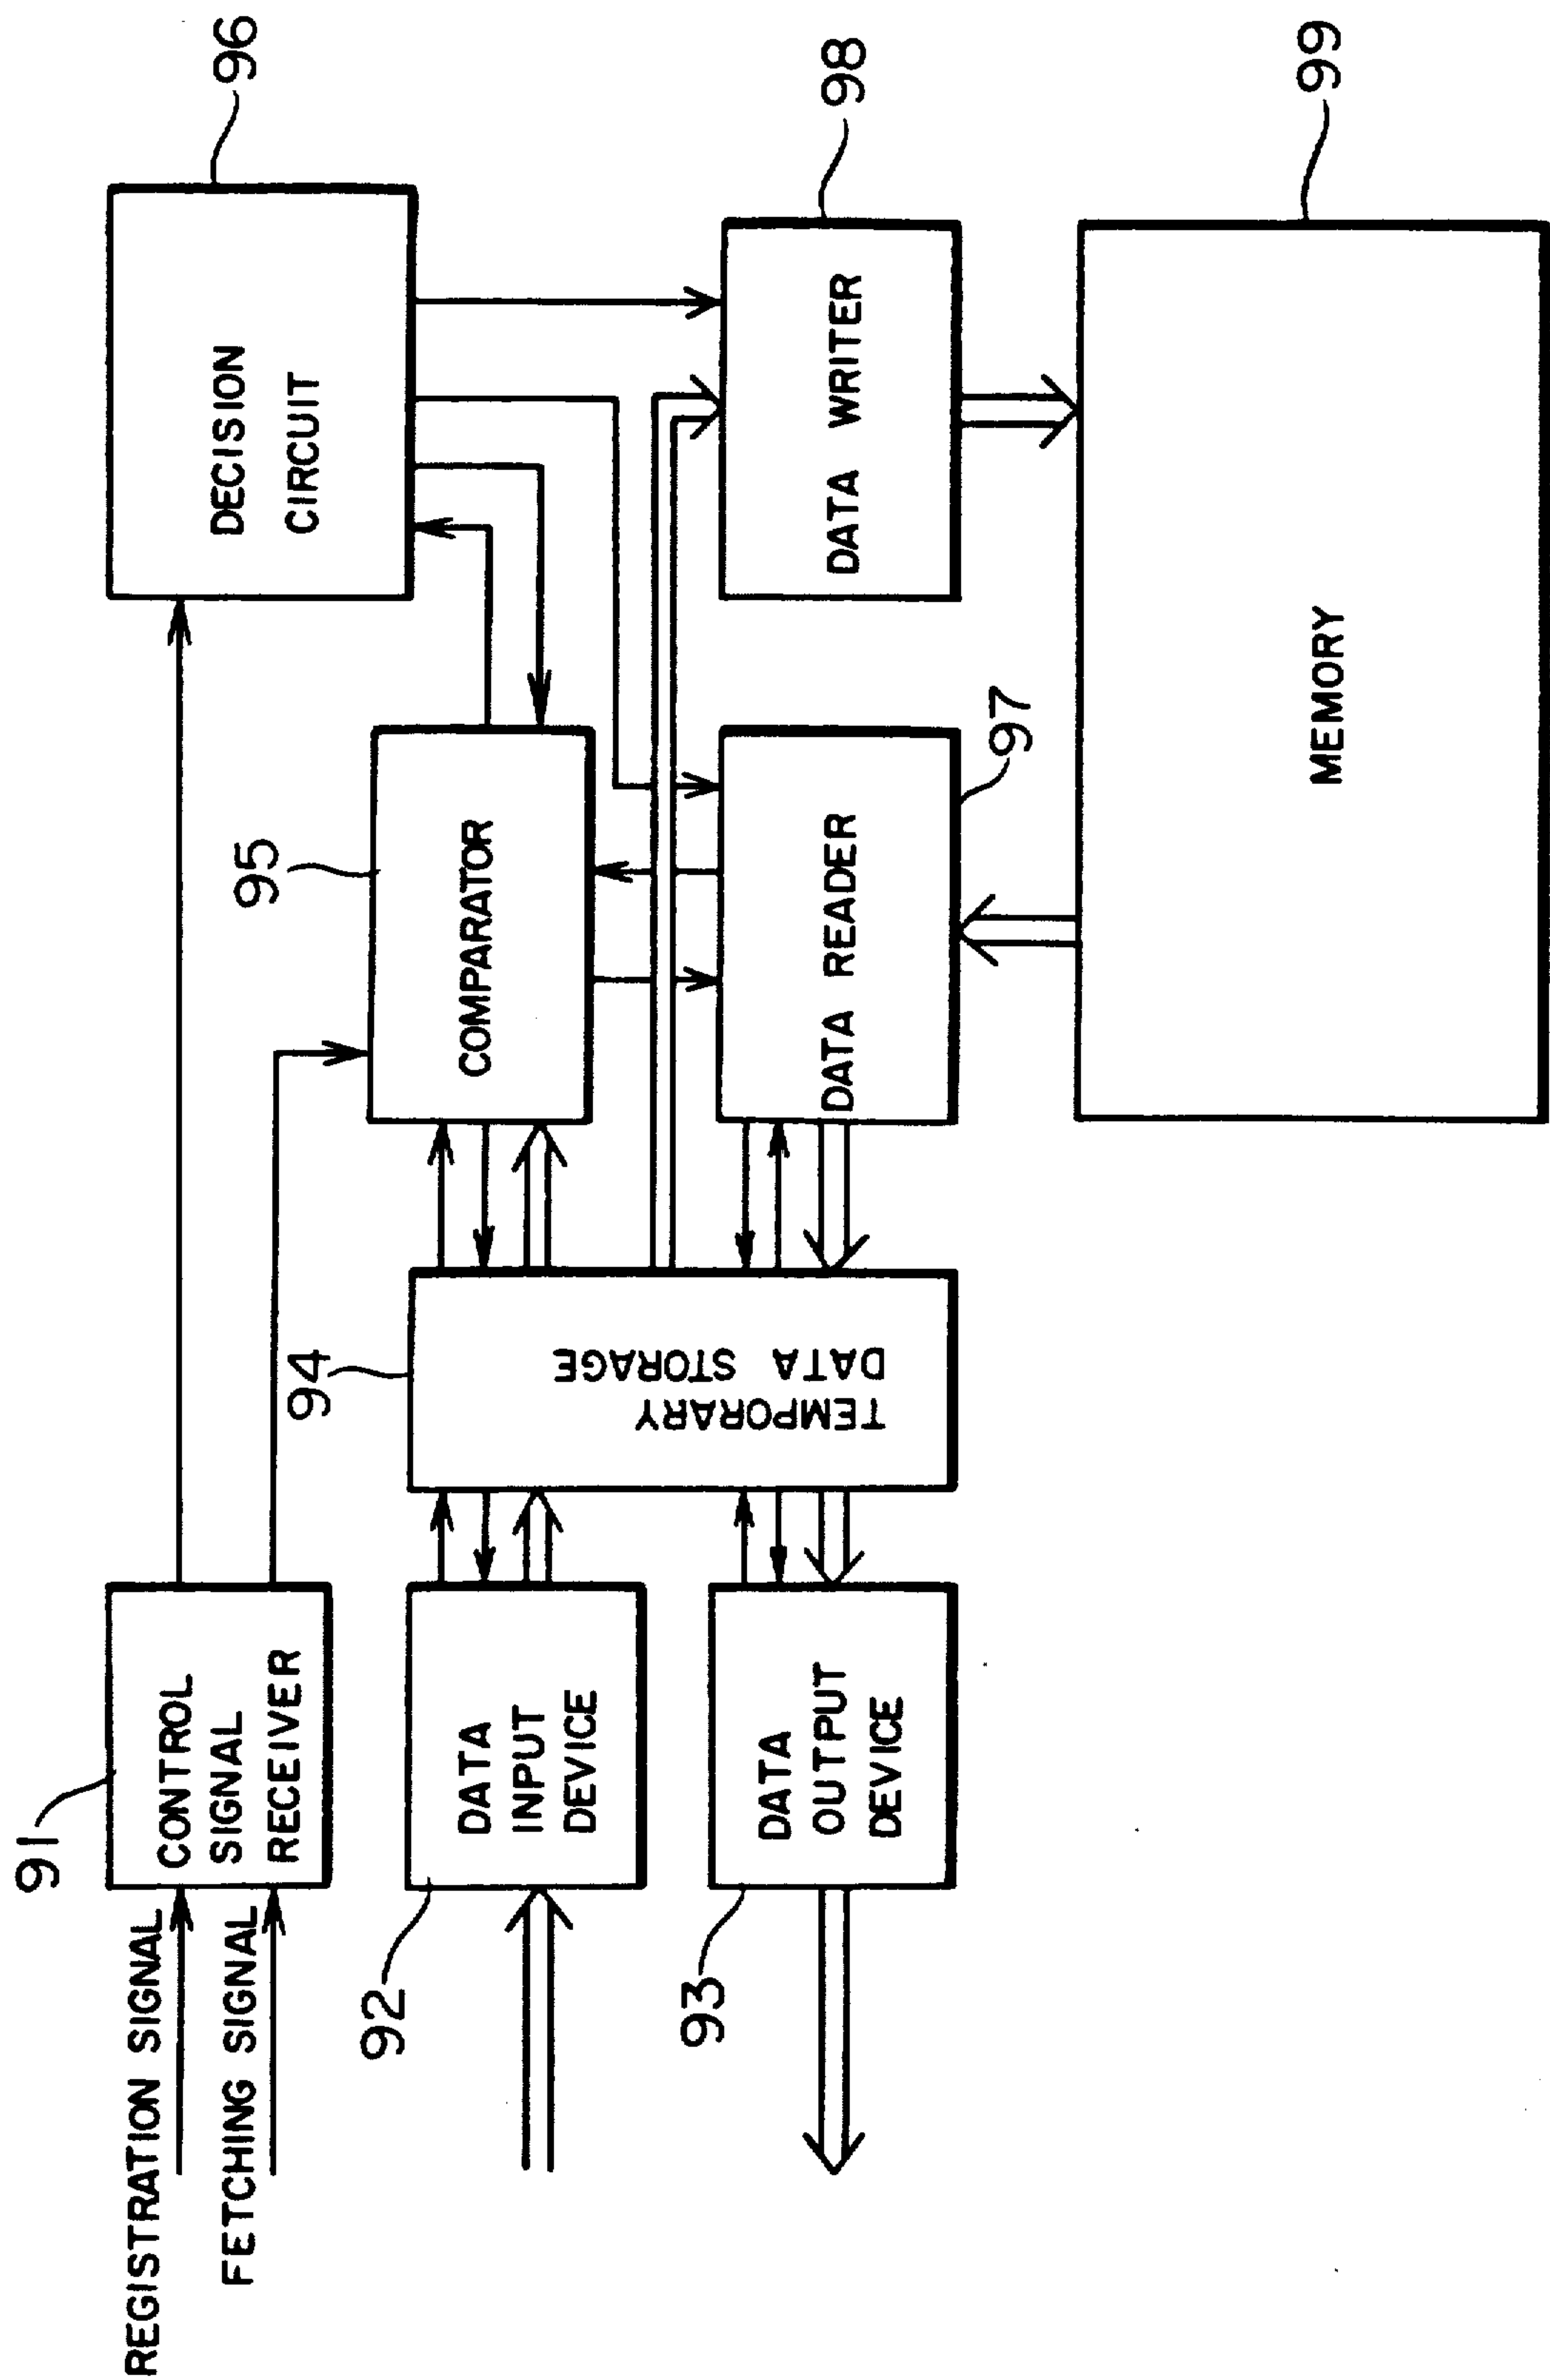 REGISTRATION SIGNAL
FETCHING SIGNAL
91
CONTROL
SIGNAL
RECEIVER
92
DATA
INPUT
DEVICE
93
DATA
OUTPUT
DEVICE
94
TEMPORARY
DATA STORAGE
95
COMPARATOR
96
DECISION
CIRCUIT
DATA READER
97
DATA WRITER
98
MEMORY
99